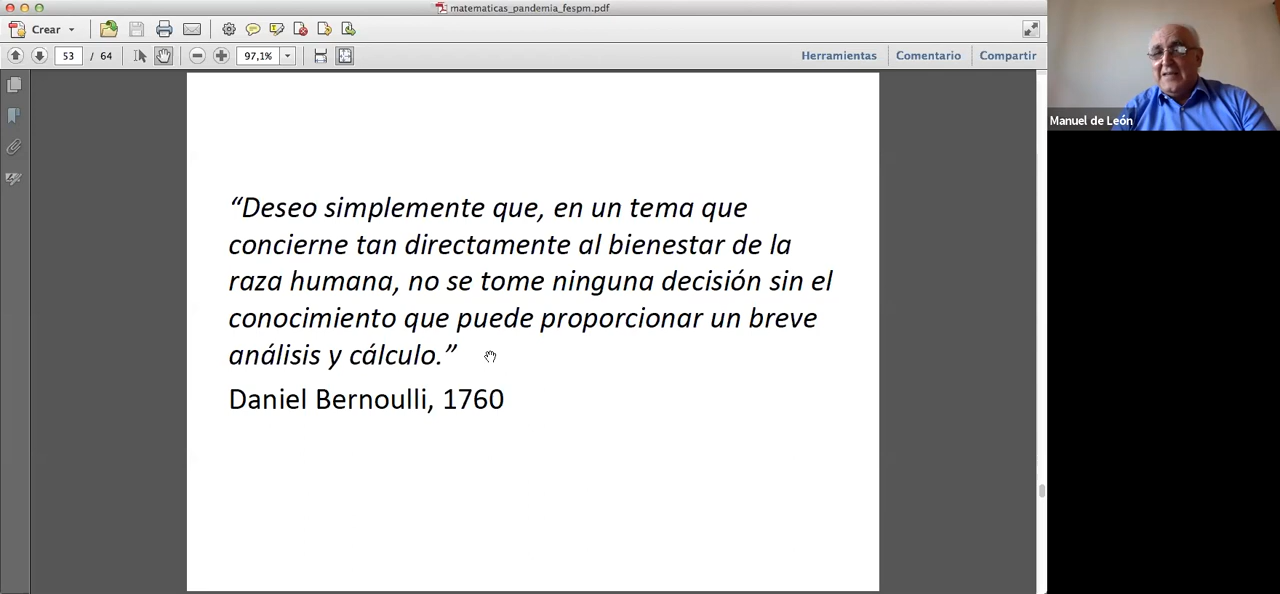 matematicas_pandemia_fespm.pdf
Crear
53 / 64
97,1%
Herramientas
Comentario
Compartir
“Deseo simplemente que, en un tema que
concierne tan directamente al bienestar de la
raza humana, no se tome ninguna decisión sin el
conocimiento que puede proporcionar un breve
análisis y cálculo.”
Daniel Bernoulli, 1760
Manuel de León